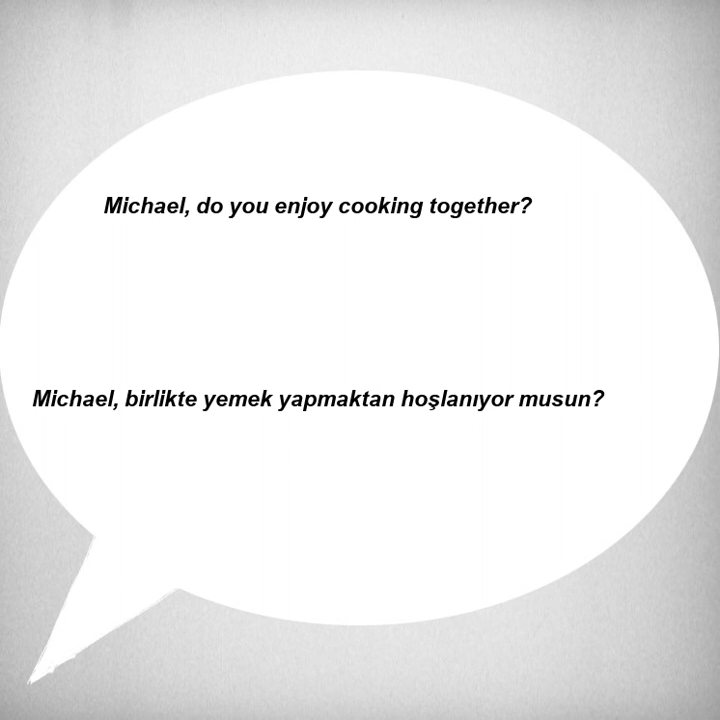 Michael, do you enjoy cooking together?
Michael, birlikte yemek yapmaktan hoşlanıyor musun?